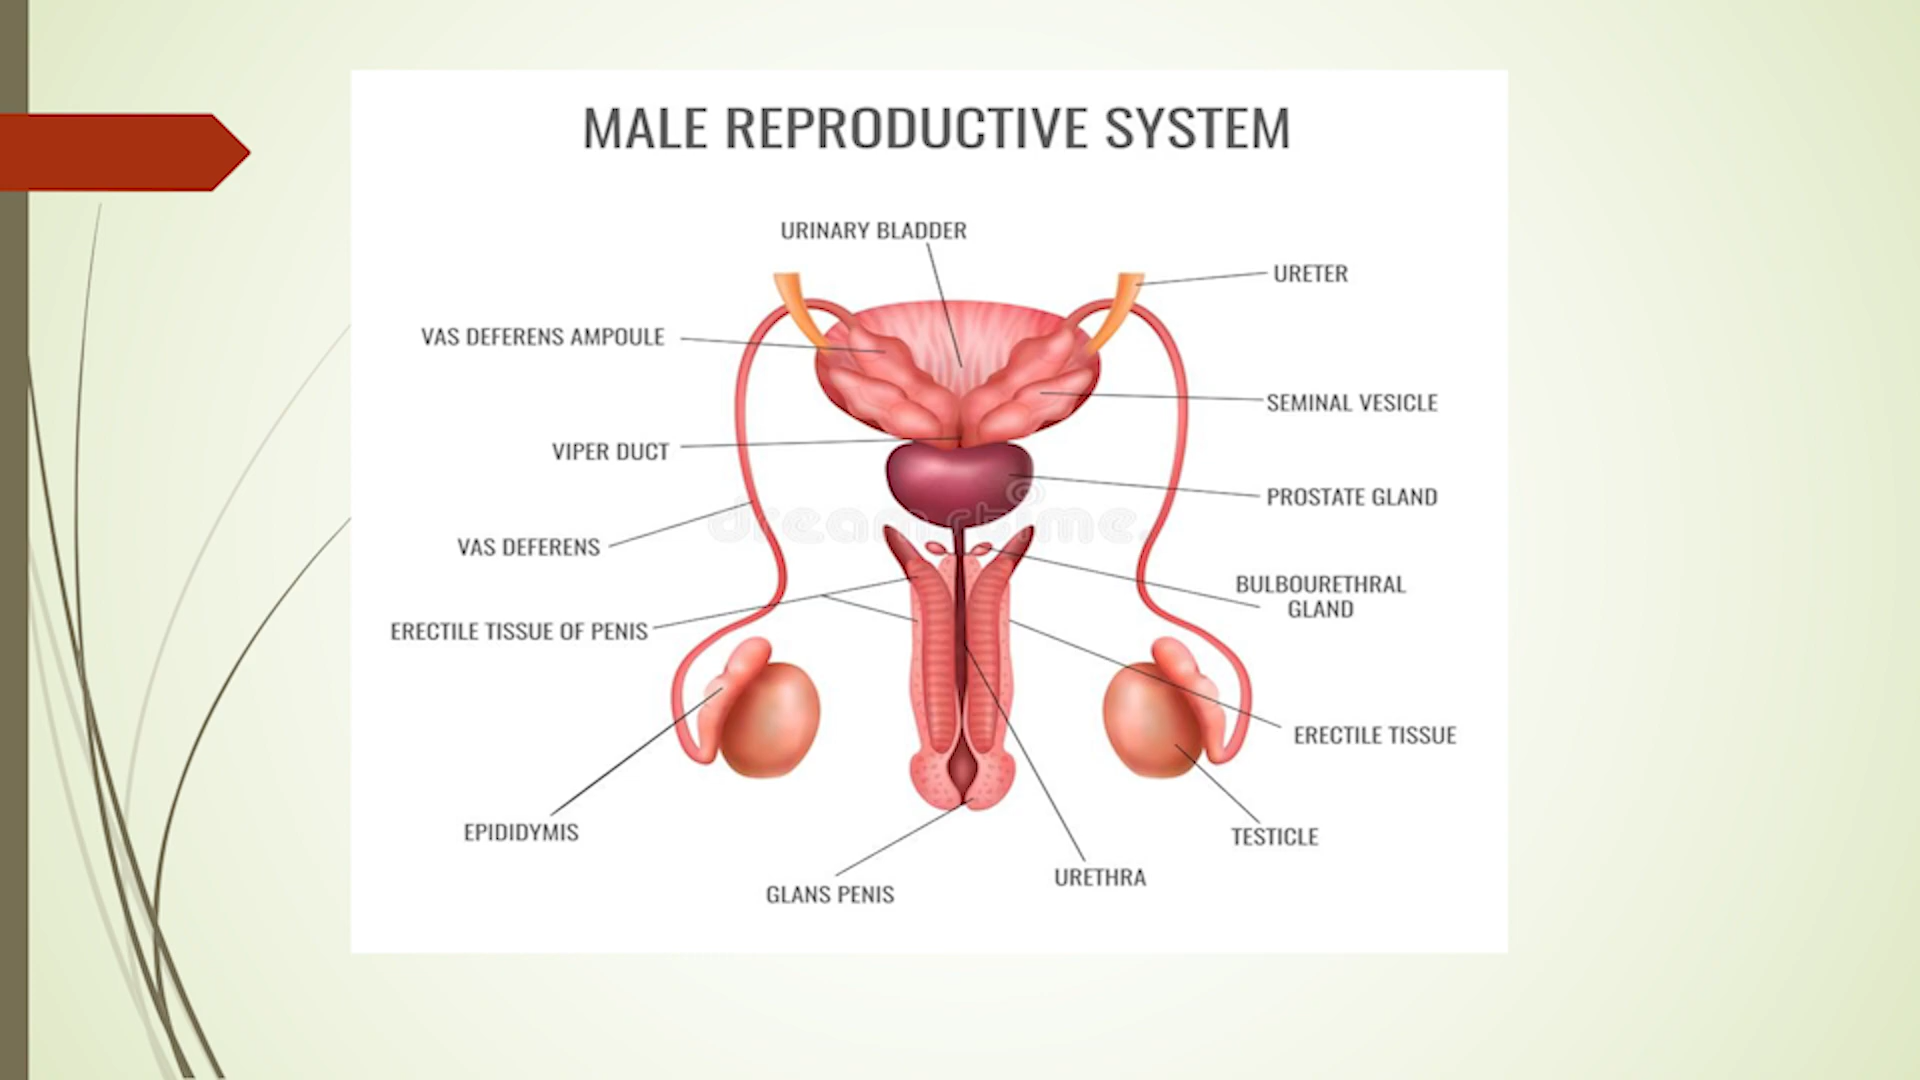 MALE REPRODUCTIVE SYSTEM
URINARY BLADDER
URETER
VAS DEFERENS AMPOULE
SEMINAL VESICLE
VIPER DUCT
PROSTATE GLAND
dreamstime.
VAS DEFERENS
BULBOURETHRAL
GLAND
ERECTILE TISSUE OF PENIS
ERECTILE TISSUE
EPIDIDYMIS
TESTICLE
URETHRA
GLANS PENIS